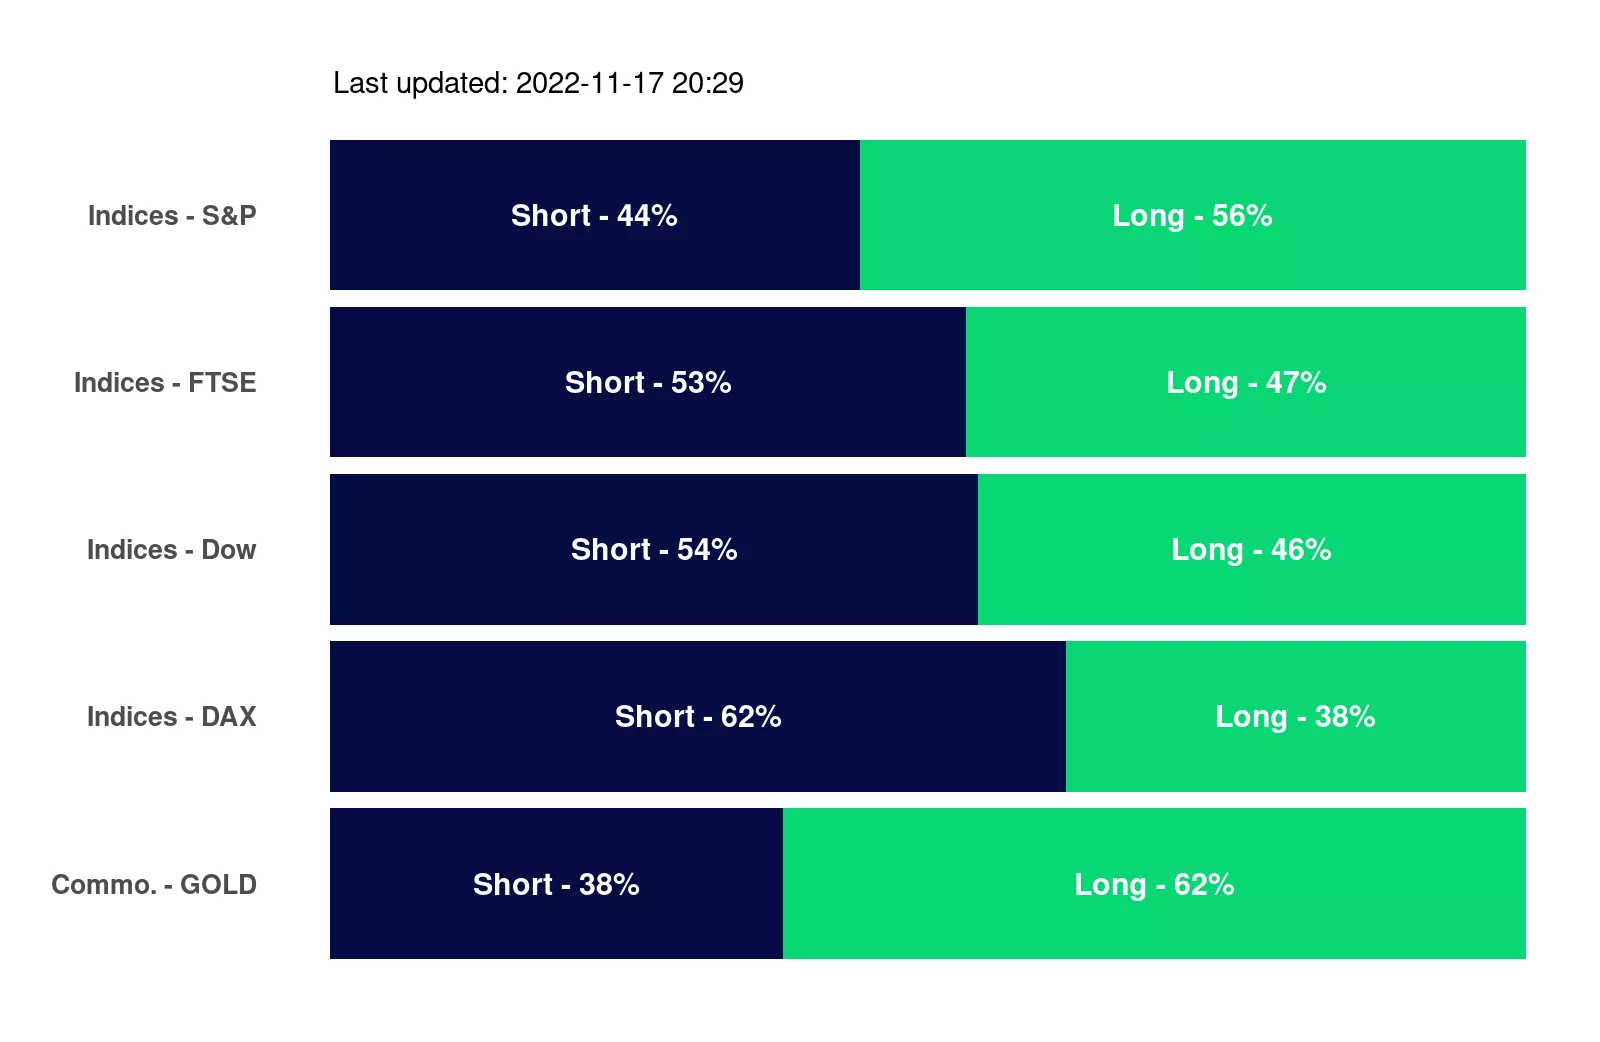 Last updated: 2022-11-17 20:29
Indices - S&P Short - 44% Long - 56%
Indices - FTSE Short - 53% Long - 47%
Indices - Dow Short - 54% Long - 46%
Indices - DAX Short - 62% Long - 38%
Commo. - GOLD Short - 38% Long - 62%